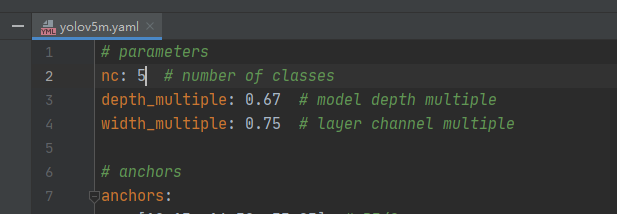 yolov5m.yaml
1 # parameters
2 nc: 5 # number of classes
3 depth_multiple: 0.67 # model depth multiple
4 width_multiple: 0.75 # layer channel multiple
5
6 # anchors
7 anchors: